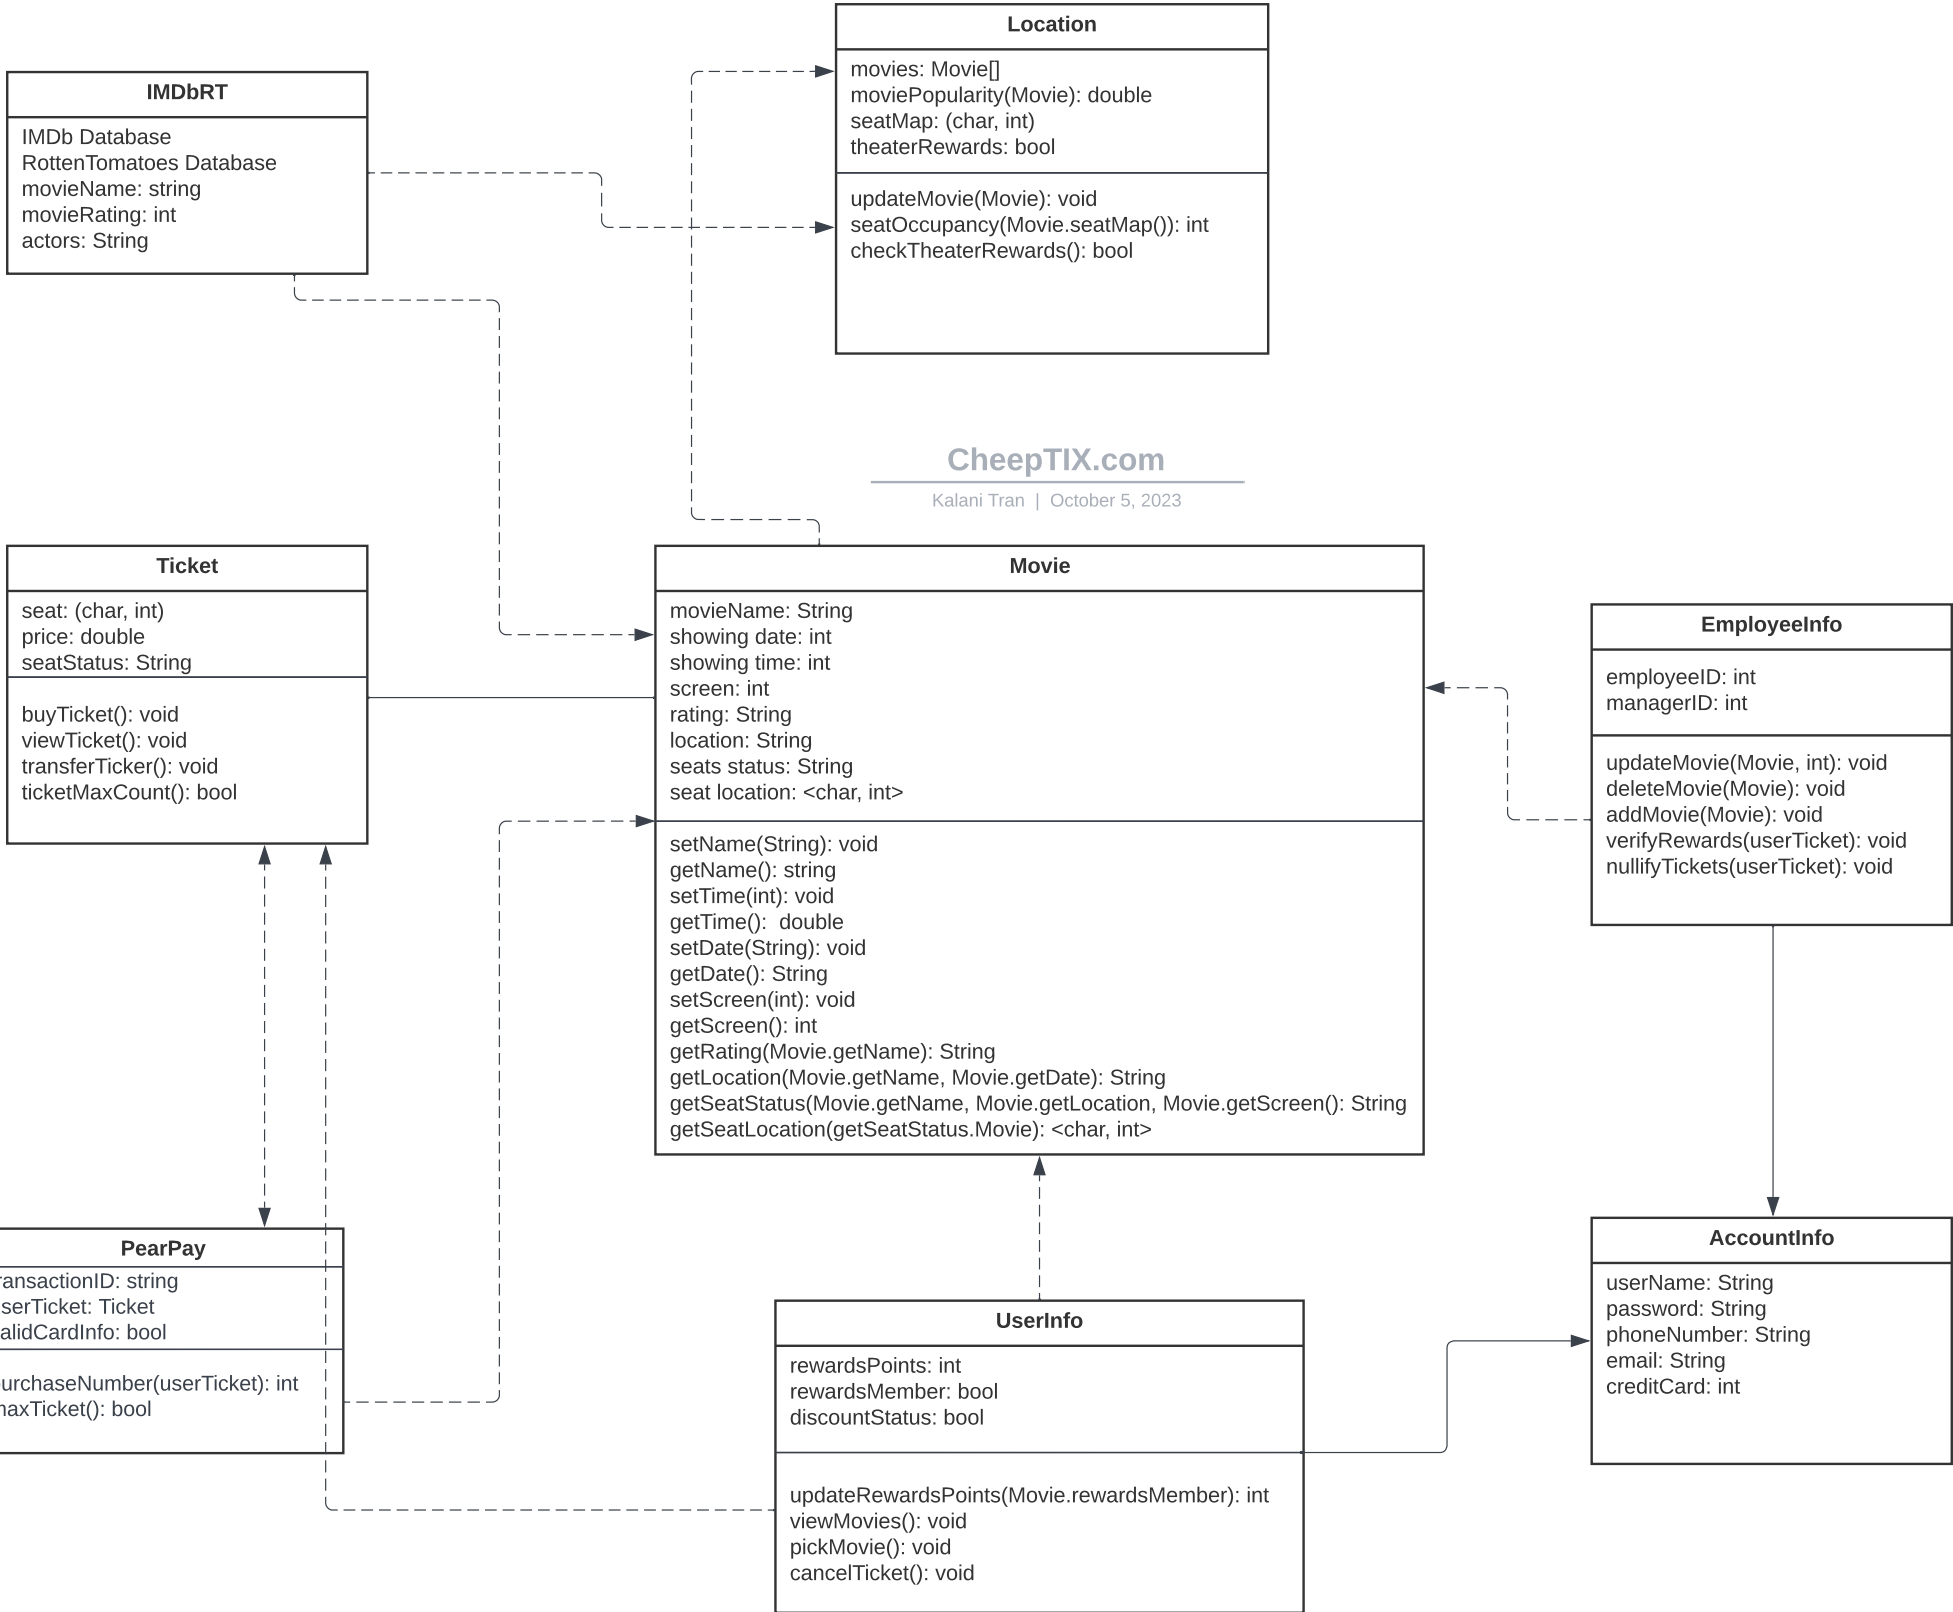 Location
movies: Movie[]
moviePopularity(Movie): double
seatMap: (char, int)
theaterRewards: bool
updateMovie(Movie): void
seatOccupancy(Movie.seatMap()): int
checkTheaterRewards(): bool
IMDbRT
IMDb Database
RottenTomatoes Database
movieName: string
movieRating: int
actors: String
CheepTIX.com
Kalani Tran | October 5, 2023
Ticket
seat: (char, int)
price: double
seatStatus: String
buyTicket(): void
viewTicket(): void
transferTicker(): void
ticketMaxCount(): bool
Movie
movieName: String
showing date: int
showing time: int
screen: int
rating: String
location: String
seats status: String
seat location: <char, int>
setName(String): void
getName(): string
setTime(int): void
getTime():  double
setDate(String): void
getDate(): String
setScreen(int): void
getScreen(): int
getRating(Movie.getName): String
getLocation(Movie.getName, Movie.getDate): String
getSeatStatus(Movie.getName, Movie.getLocation, Movie.getScreen(): String
getSeatLocation(getSeatStatus.Movie): <char, int>
EmployeeInfo
employeeID: int
managerID: int
updateMovie(Movie, int): void
deleteMovie(Movie): void
addMovie(Movie): void
verifyRewards(userTicket): void
nullifyTickets(userTicket): void
PearPay
ransactionID: string
serTicket: Ticket
alidCardInfo: bool
urchaseNumber(userTicket): int
naxTicket(): bool
UserInfo
rewardsPoints: int
rewardsMember: bool
discountStatus: bool
updateRewardsPoints(Movie.rewardsMember): int
viewMovies(): void
pickMovie(): void
cancelTicket(): void
AccountInfo
userName: String
password: String
phoneNumber: String
email: String
creditCard: int